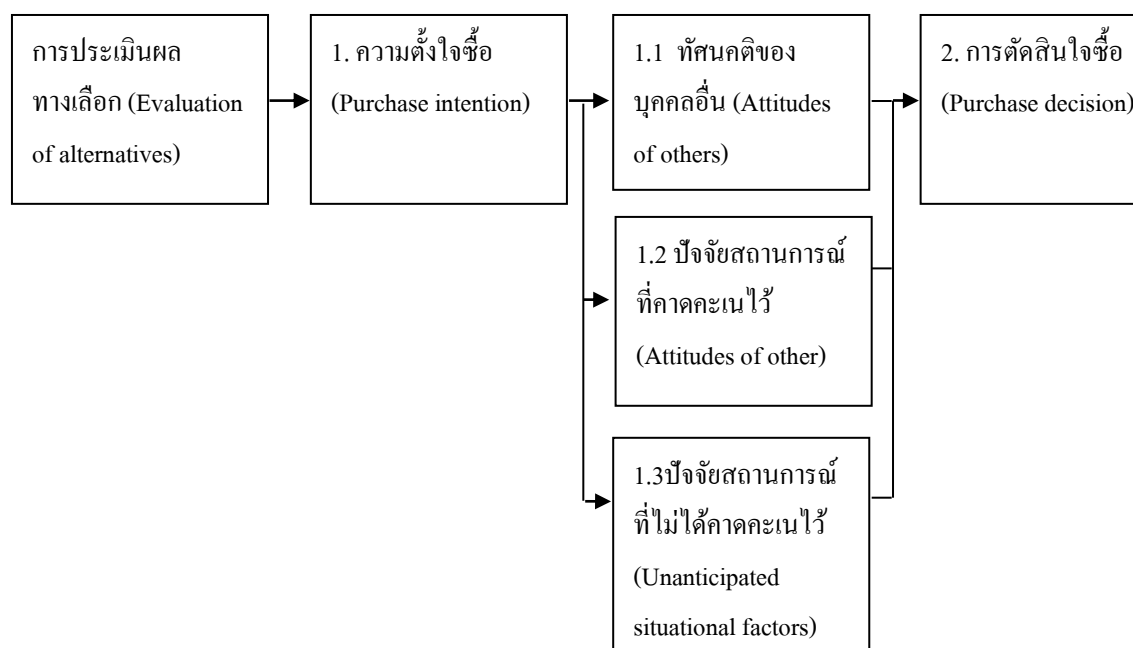 การประเมินผล
ทางเลือก (Evaluation
of alternatives)
1. ความตั้งใจซื้อ
(Purchase intention)
1.1 ทัศนคติของ
บุคคลอื่น (Attitudes
of others)
2. การตัดสินใจซื้อ
(Purchase decision)
1.2 ปัจจัยสถานการณ์
ที่คาดคะเนไว้
(Attitudes of other)
1.3ปัจจัยสถานการณ์
ที่ไม่ได้คาดคะเนไว้
(Unanticipated
situational factors)